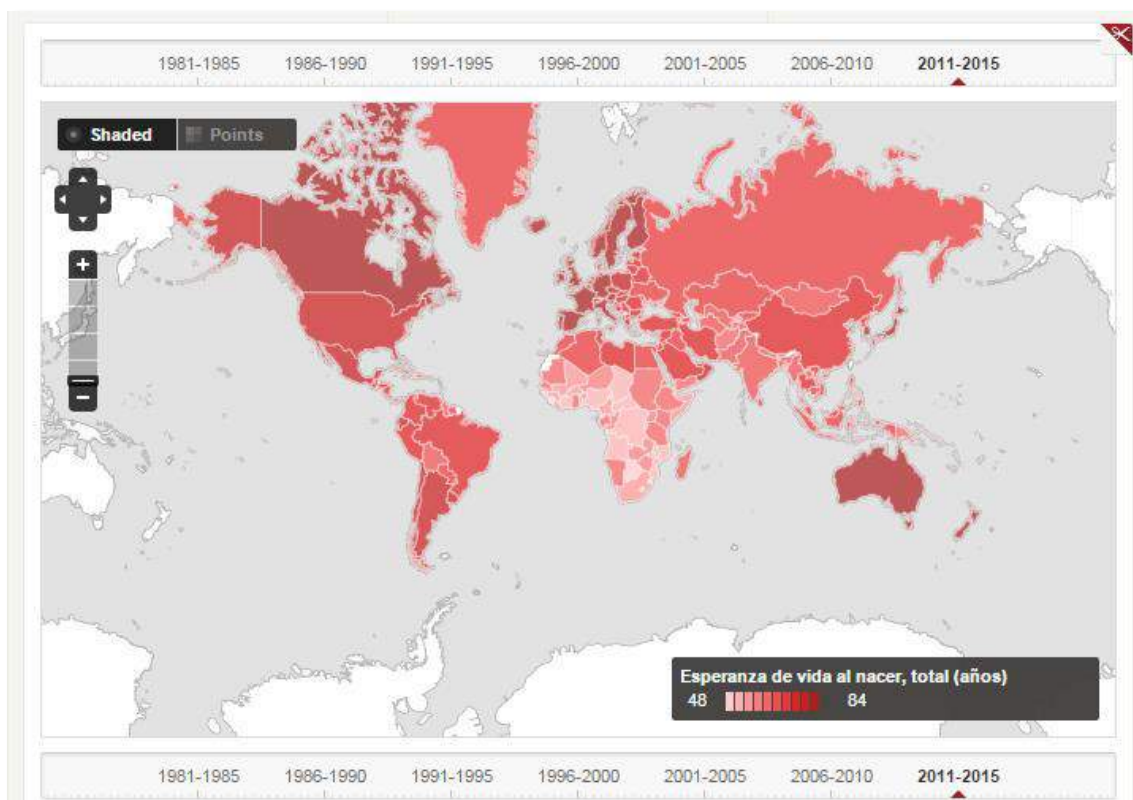 1981-1985 1986-1990 1991-1995 1996-2000 2001-2005 2006-2010 2011-2015
Shaded Points
+
−
Esperanza de vida al nacer, total (años)
48 84
1981-1985 1986-1990 1991-1995 1996-2000 2001-2005 2006-2010 2011-2015